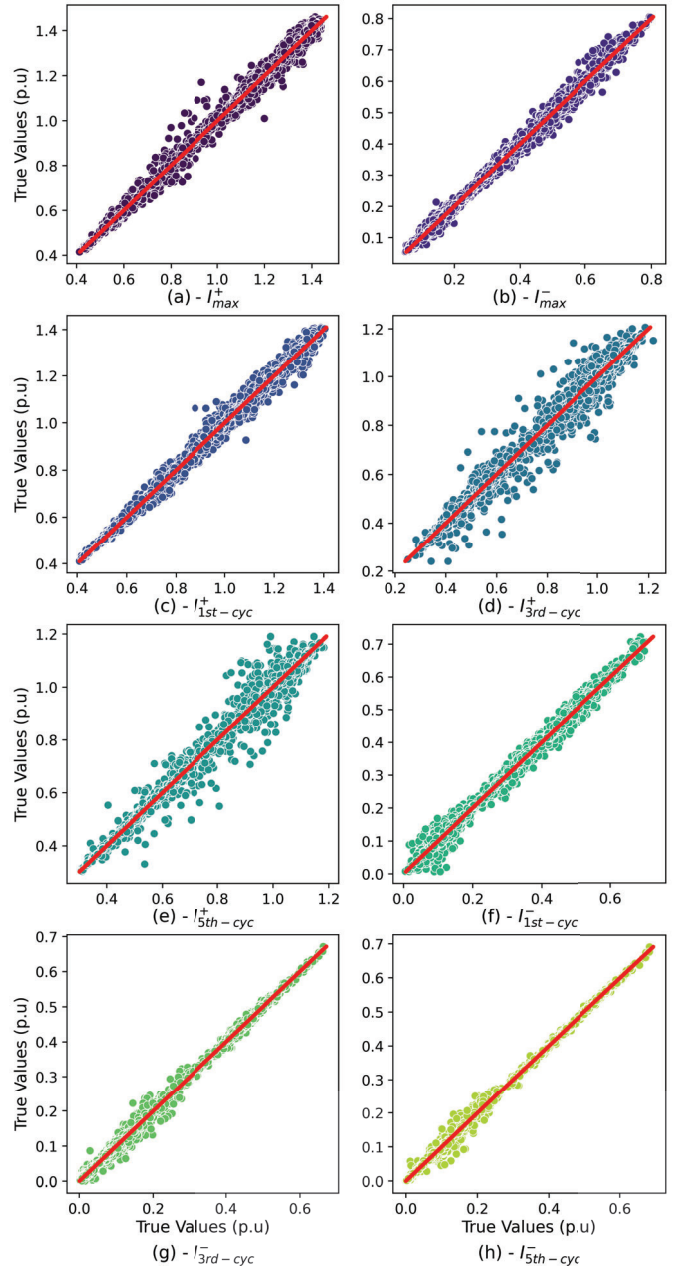 True Values (p.u)
1.4
1.2
1.0
0.8
0.6
0.4
0.4 0.6 0.8 1.0 1.2 1.4
(a) - I⁺max
0.8
0.7
0.6
0.5
0.4
0.3
0.2
0.1
0.2 0.4 0.6 0.8
(b) - I⁻max
True Values (p.u)
1.4
1.2
1.0
0.8
0.6
0.4
0.4 0.6 0.8 1.0 1.2 1.4
(c) - I⁺1st-cyc
1.2
1.0
0.8
0.6
0.4
0.2
0.2 0.4 0.6 0.8 1.0 1.2
(d) - I⁺3rd-cyc
True Values (p.u)
1.2
1.0
0.8
0.6
0.4
0.4 0.6 0.8 1.0 1.2
(e) - I⁺5th-cyc
0.7
0.6
0.5
0.4
0.3
0.2
0.1
0.0
0.0 0.2 0.4 0.6
(f) - I⁻1st-cyc
True Values (p.u)
0.7
0.6
0.5
0.4
0.3
0.2
0.1
0.0
0.0 0.2 0.4 0.6
True Values (p.u)
(g) - I⁻3rd-cyc
0.7
0.6
0.5
0.4
0.3
0.2
0.1
0.0
0.0 0.2 0.4 0.6
True Values (p.u)
(h) - I⁻5th-cyc